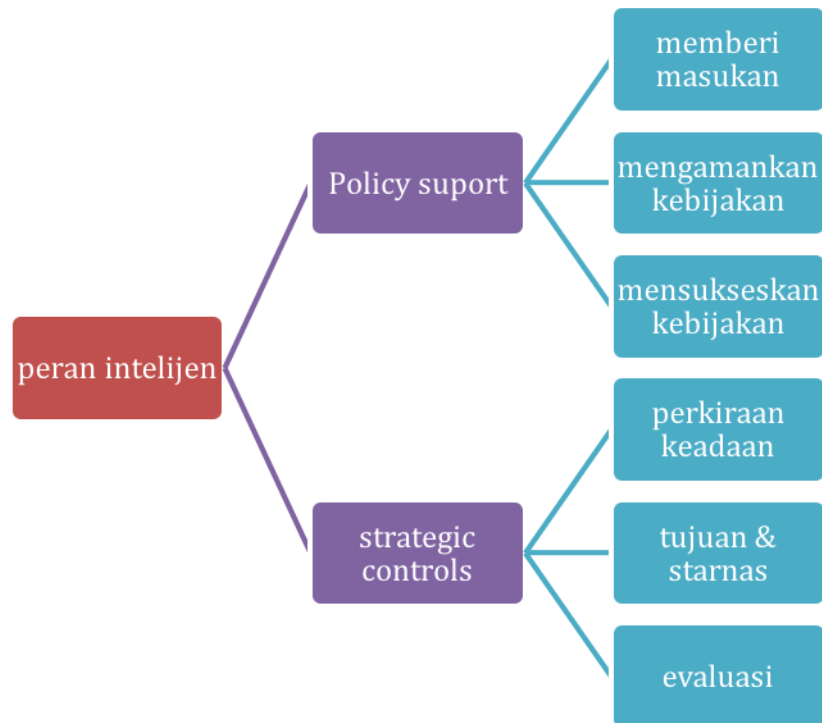 peran intelijen
Policy suport
memberi
masukan
mengamankan
kebijakan
mensukseskan
kebijakan
strategic
controls
perkiraan
keadaan
tujuan &
starnas
evaluasi